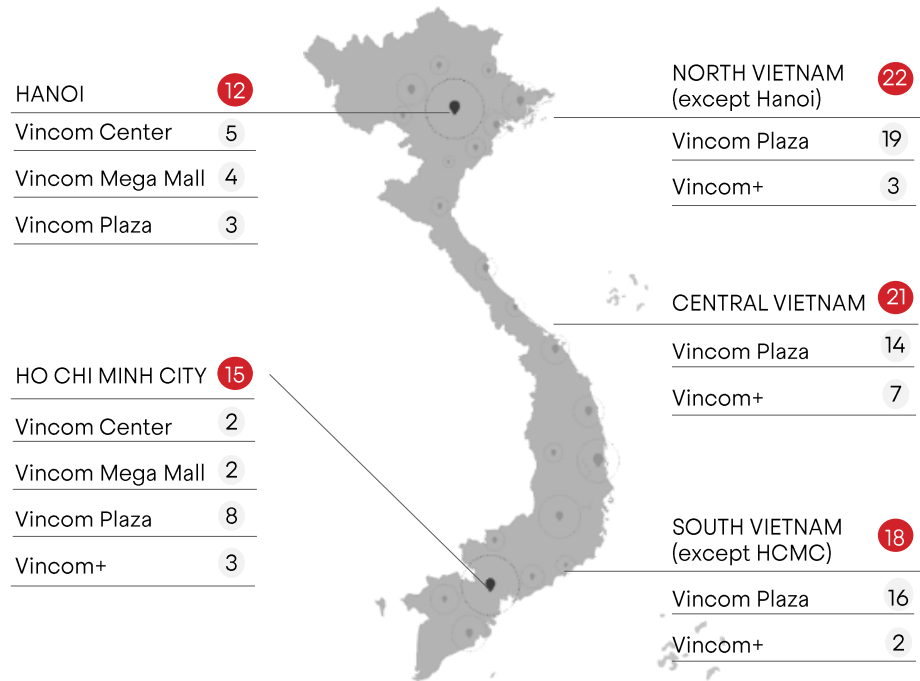 HANOI 12
Vincom Center 5
Vincom Mega Mall 4
Vincom Plaza 3
HO CHI MINH CITY 15
Vincom Center 2
Vincom Mega Mall 2
Vincom Plaza 8
Vincom+ 3
NORTH VIETNAM
(except Hanoi) 22
Vincom Plaza 19
Vincom+ 3
CENTRAL VIETNAM 21
Vincom Plaza 14
Vincom+ 7
SOUTH VIETNAM
(except HCMC) 18
Vincom Plaza 16
Vincom+ 2